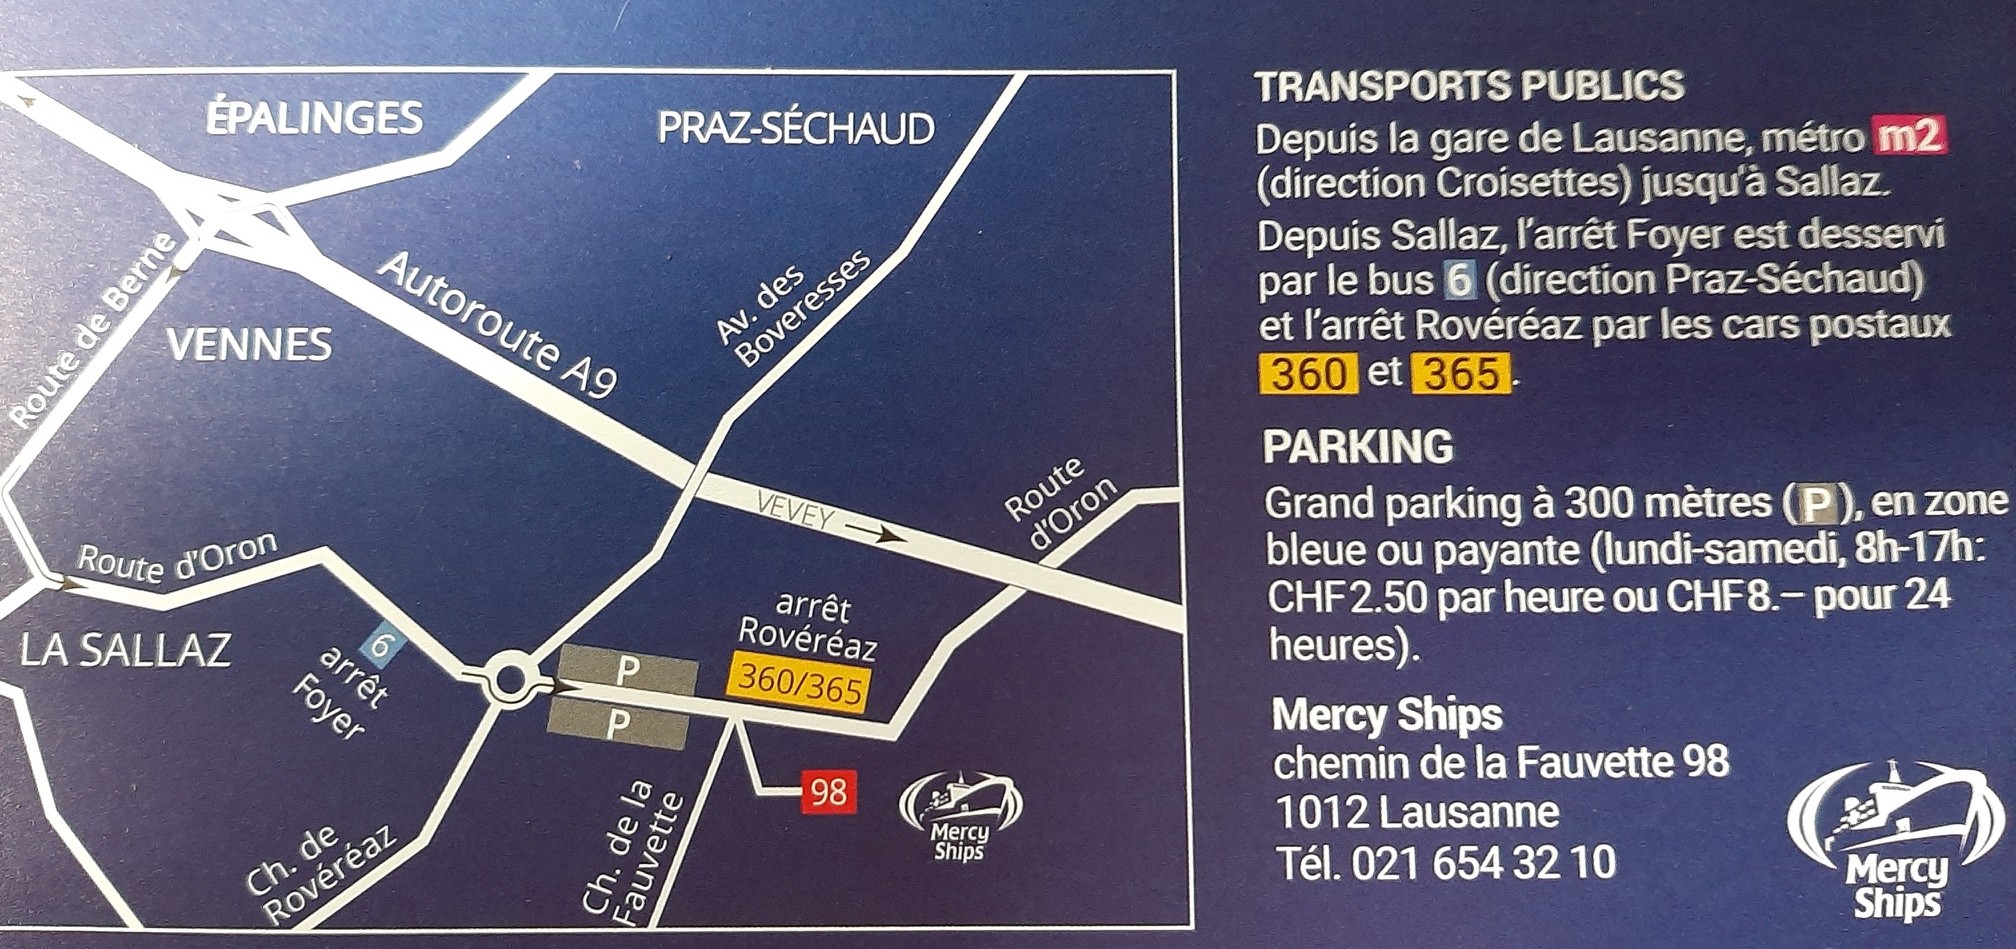 ÉPALINGES
PRAZ-SÉCHAUD
Route de Berne
VENNES
Autoroute A9
Av. des
Boveresses
VEVEY
Route
d'Oron
Route d'Oron
LA SALLAZ
6
arrêt
Foyer
P
P
arrêt
Rovéréaz
360/365
98
Mercy
Ships
Ch. de
Rovéréaz
Ch. de la
Fauvette
TRANSPORTS PUBLICS
Depuis la gare de Lausanne, métro m2
(direction Croisettes) jusqu'à Sallaz.
Depuis Sallaz, l'arrêt Foyer est desservi
par le bus 6 (direction Praz-Séchaud)
et l'arrêt Rovéréaz par les cars postaux
360 et 365.
PARKING
Grand parking à 300 mètres (P), en zone
bleue ou payante (lundi-samedi, 8h-17h:
CHF2.50 par heure ou CHF8.– pour 24
heures).
Mercy Ships
chemin de la Fauvette 98
1012 Lausanne
Tél. 021 654 32 10
Mercy
Ships